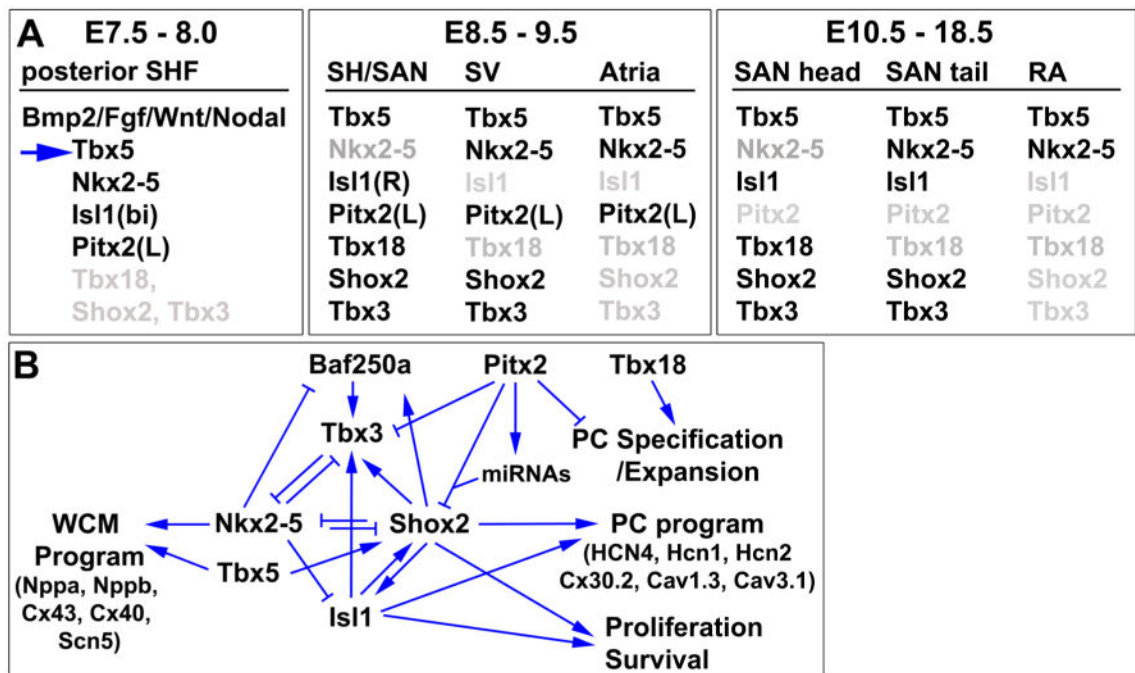 A
E7.5 - 8.0
posterior SHF
Bmp2/Fgf/Wnt/Nodal
Tbx5
Nkx2-5
Isl1(bi)
Pitx2(L)
Tbx18,
Shox2, Tbx3
E8.5 - 9.5
SH/SAN SV Atria
Tbx5 Tbx5 Tbx5
Nkx2-5 Nkx2-5 Nkx2-5
Isl1(R) Isl1 Isl1
Pitx2(L) Pitx2(L) Pitx2(L)
Tbx18 Tbx18 Tbx18
Shox2 Shox2 Shox2
Tbx3 Tbx3 Tbx3
E10.5 - 18.5
SAN head SAN tail RA
Tbx5 Tbx5 Tbx5
Nkx2-5 Nkx2-5 Nkx2-5
Isl1 Isl1 Isl1
Pitx2 Pitx2 Pitx2
Tbx18 Tbx18 Tbx18
Shox2 Shox2 Shox2
Tbx3 Tbx3 Tbx3
B
Baf250a Pitx2 Tbx18
Tbx3
PC Specification
/Expansion
miRNAs
WCM
Program
(Nppa, Nppb,
Cx43, Cx40,
Scn5)
Nkx2-5
Shox2
Tbx5
Isl1
PC program
(HCN4, Hcn1, Hcn2
Cx30.2, Cav1.3, Cav3.1)
Proliferation
Survival